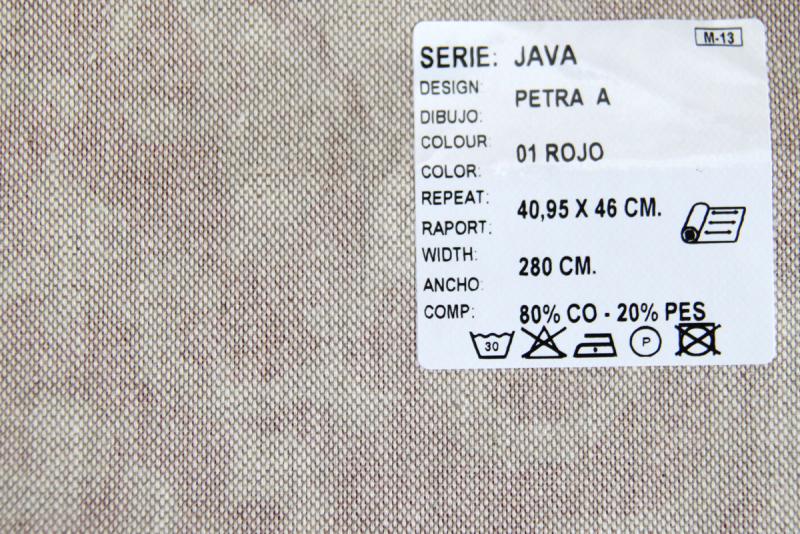 M-13
SERIE: JAVA
DESIGN:
DIBUJO: PETRA A
COLOUR:
COLOR: 01 ROJO
REPEAT:
RAPORT: 40,95 X 46 CM.
WIDTH:
ANCHO: 280 CM.
COMP: 80% CO - 20% PES
30 P